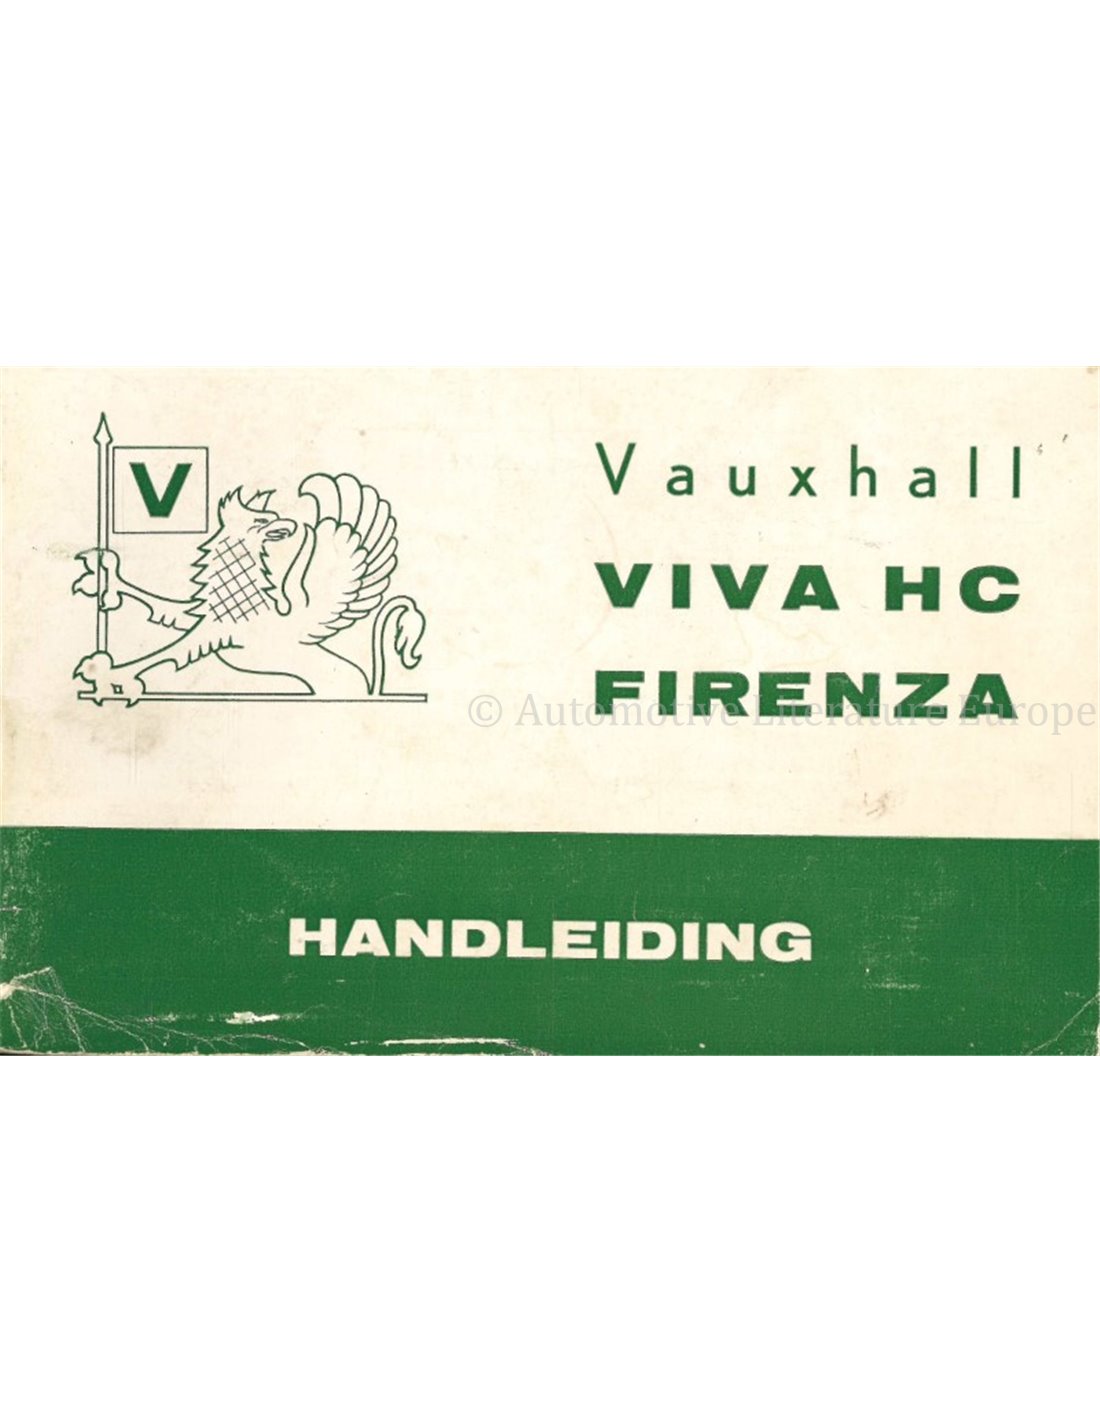 V
Vauxhall
VIVA HC
FIRENZA
© Automotive Literature Europe
HANDLEIDING